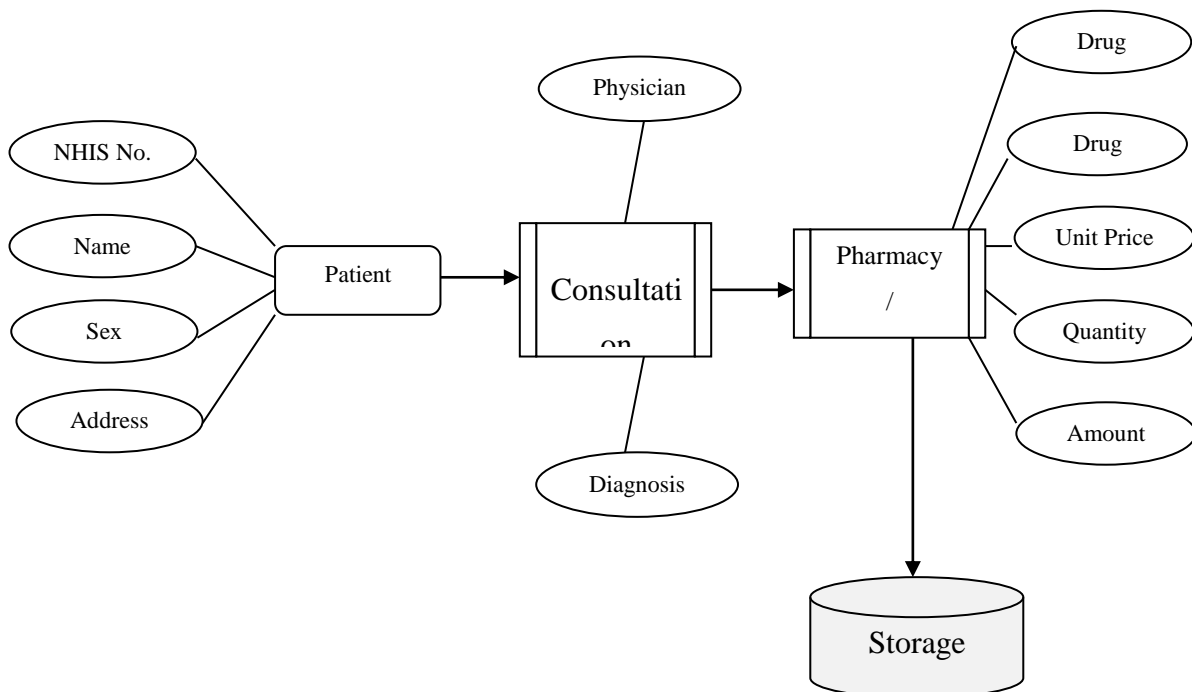 NHIS No.
Name
Sex
Address
Patient
Physician
Consultati
on
Diagnosis
Pharmacy
/
Drug
Drug
Unit Price
Quantity
Amount
Storage